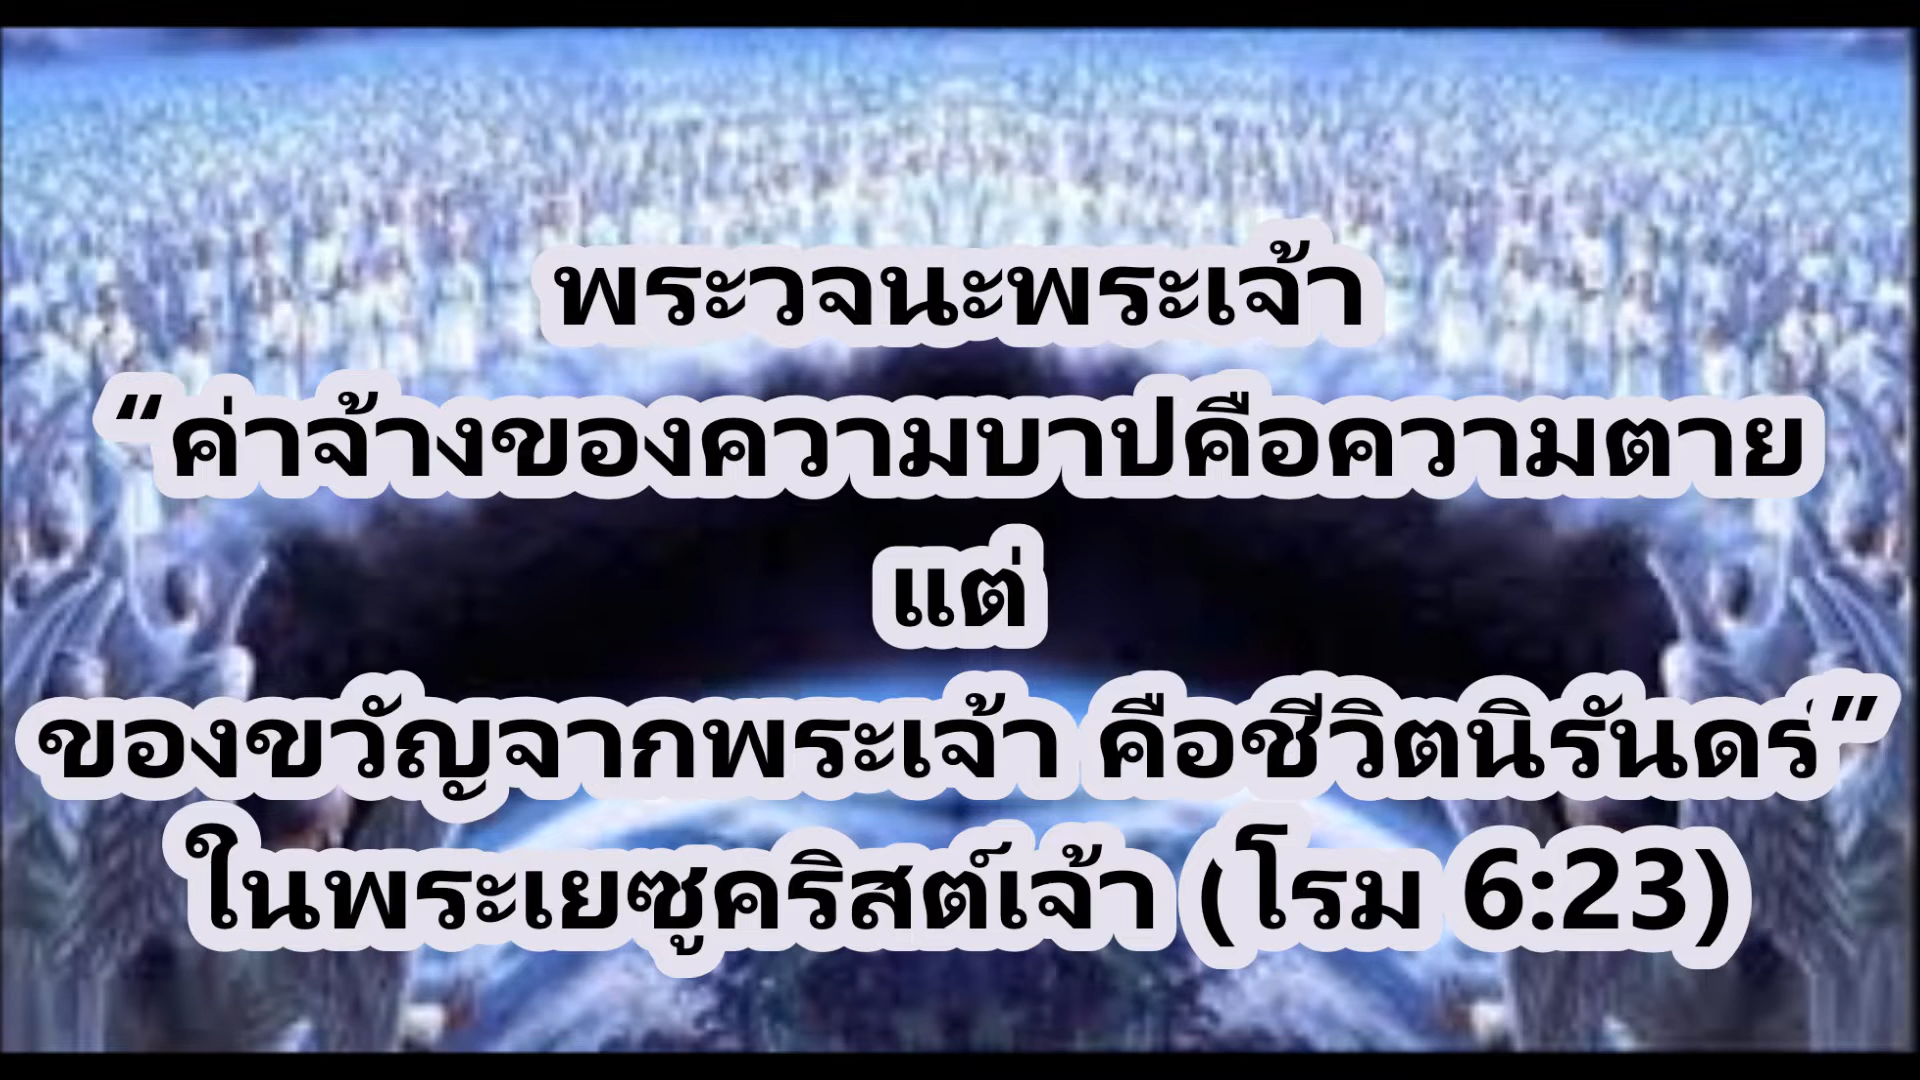 พระวจนะพระเจ้า
“ค่าจ้างของความบาปคือความตาย
แต่
ของขวัญจากพระเจ้า คือชีวิตนิรันดร์”
ในพระเยซูคริสต์เจ้า (โรม 6:23)